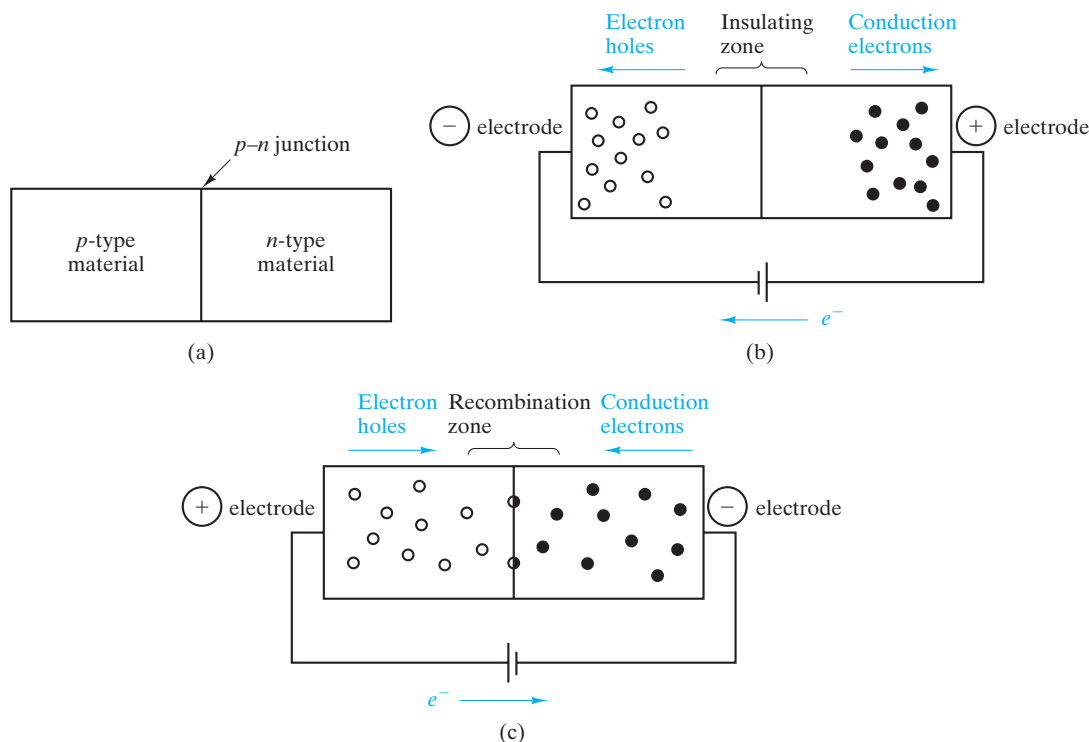 p–n junction
p-type
material
n-type
material
(a)
Electron
holes
Insulating
zone
Conduction
electrons
− electrode
+ electrode
e−
(b)
Electron
holes
Recombination
zone
Conduction
electrons
+ electrode
− electrode
e−
(c)